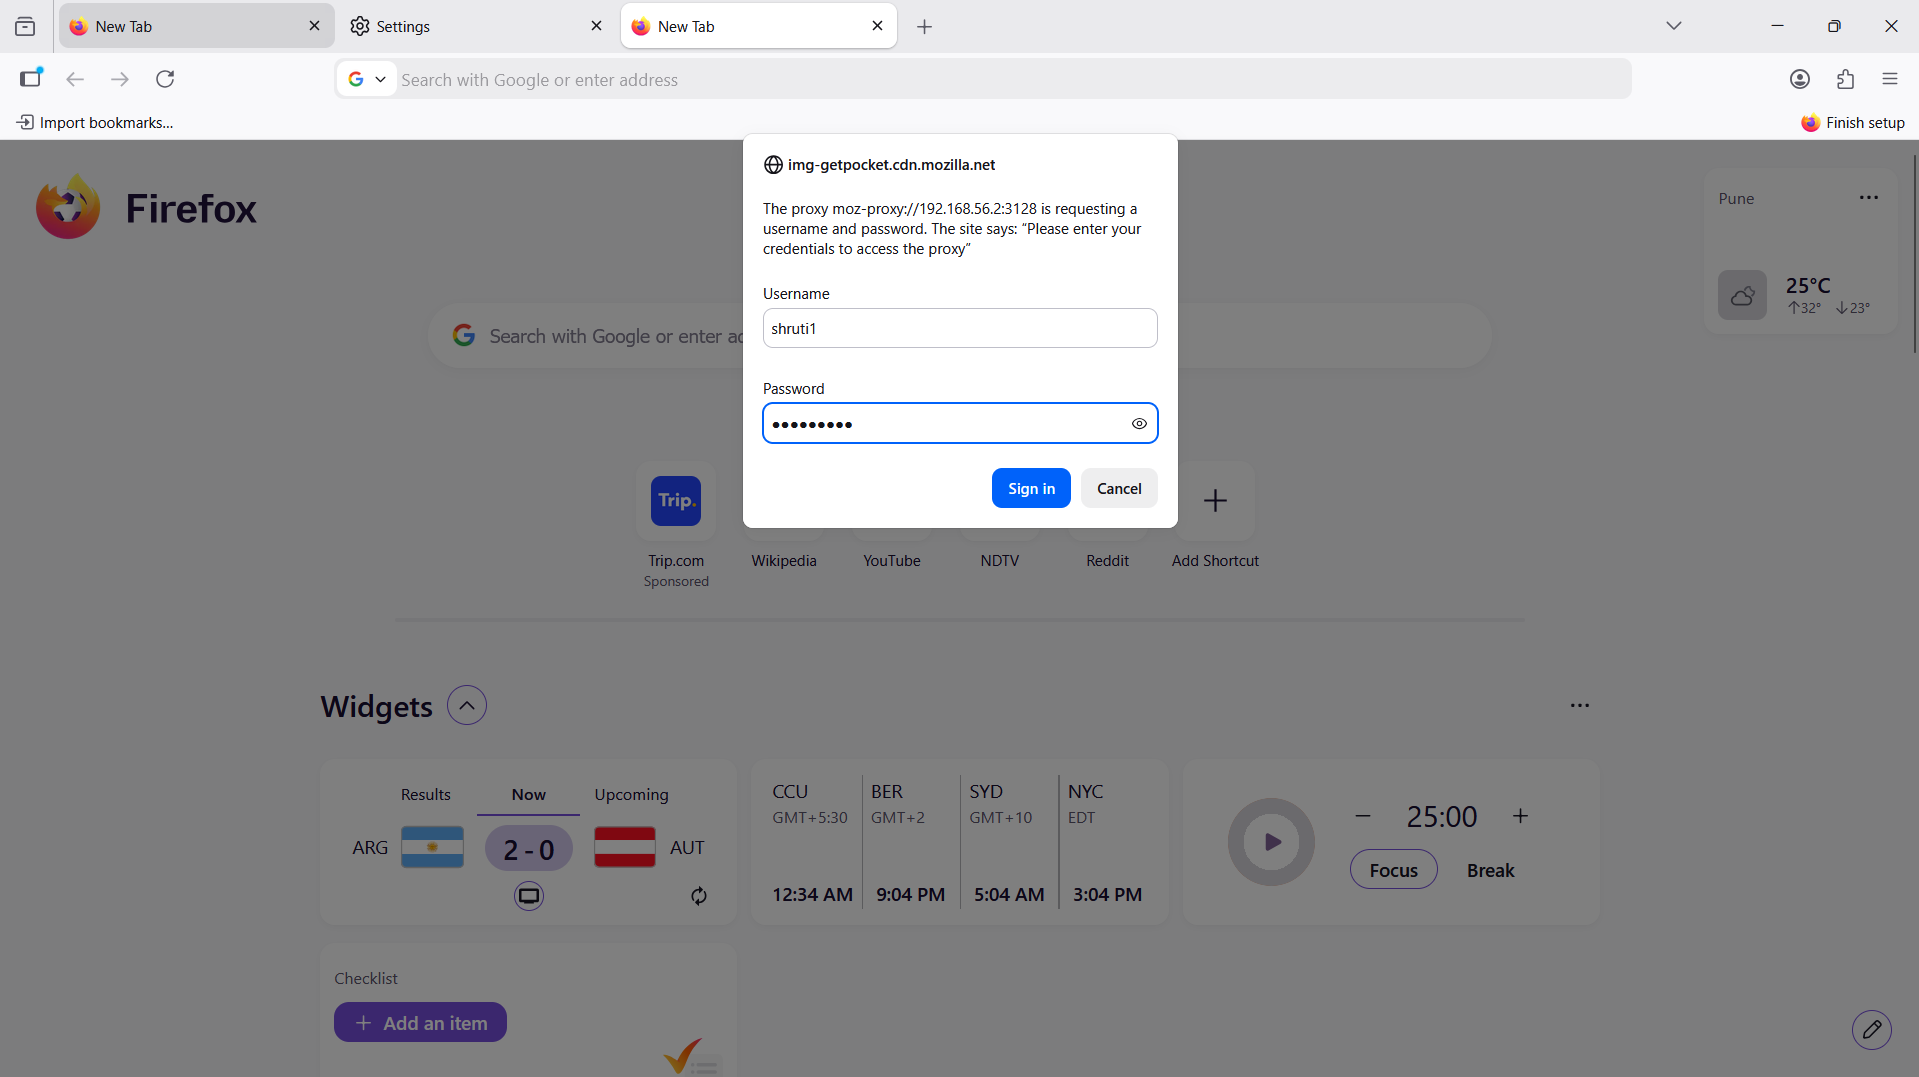 New Tab
Settings
New Tab
Search with Google or enter address
Import bookmarks...
Finish setup
img-getpocket.cdn.mozilla.net
The proxy moz-proxy://192.168.56.2:3128 is requesting a
username and password. The site says: “Please enter your
credentials to access the proxy”
Username
shruti1
Password
Sign in
Cancel
Firefox
Pune
25°C
↑32° ↓23°
Search with Google or enter ad
Trip.
Trip.com
Sponsored
Wikipedia
YouTube
NDTV
Reddit
Add Shortcut
Widgets
Results
Now
Upcoming
ARG
2 - 0
AUT
CCU
GMT+5:30
12:34 AM
BER
GMT+2
9:04 PM
SYD
GMT+10
5:04 AM
NYC
EDT
3:04 PM
25:00
Focus
Break
Checklist
+ Add an item